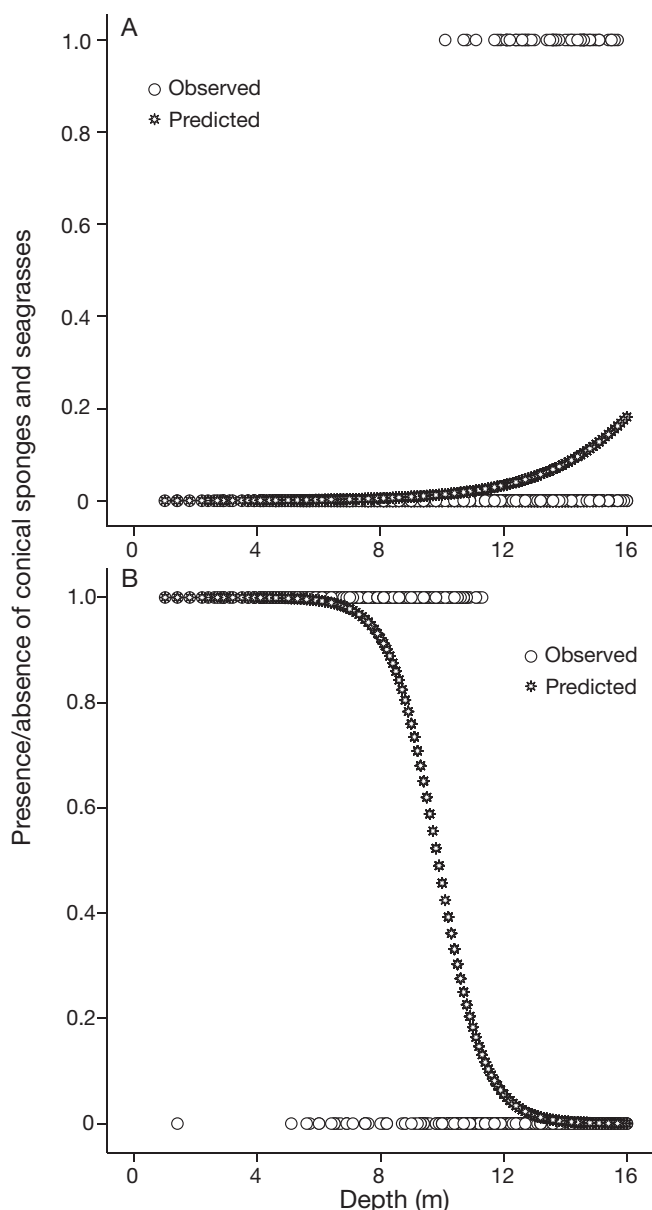 Presence/absence of conical sponges and seagrasses
A
1.0
Observed
Predicted
0.8
0.6
0.4
0.2
0
0 4 8 12 16
B
1.0
Observed
Predicted
0.8
0.6
0.4
0.2
0
0 4 8 12 16
Depth (m)